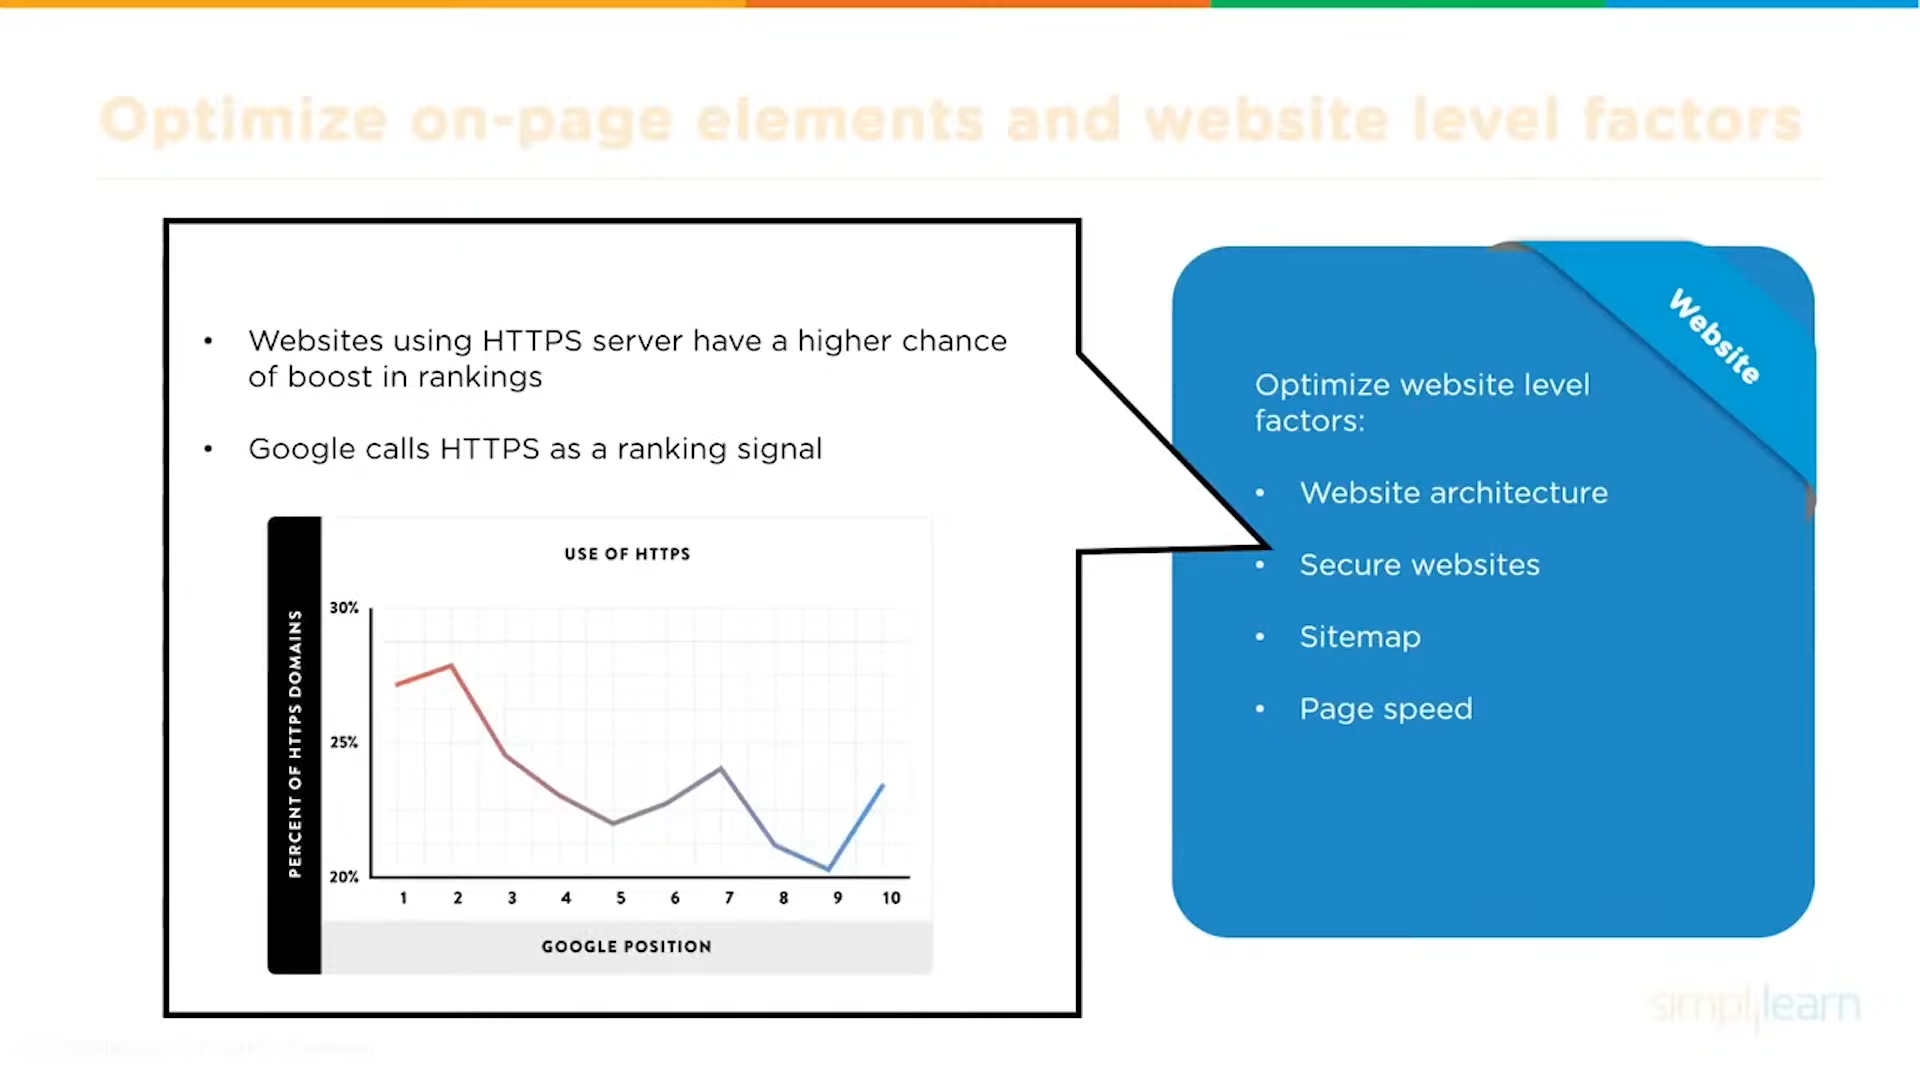 Optimize on-page elements and website level factors
• Websites using HTTPS server have a higher chance
of boost in rankings
• Google calls HTTPS as a ranking signal
USE OF HTTPS
PERCENT OF HTTPS DOMAINS
30%
25%
20%
1 2 3 4 5 6 7 8 9 10
GOOGLE POSITION
Website
Optimize website level
factors:
• Website architecture
• Secure websites
• Sitemap
• Page speed
simplilearn